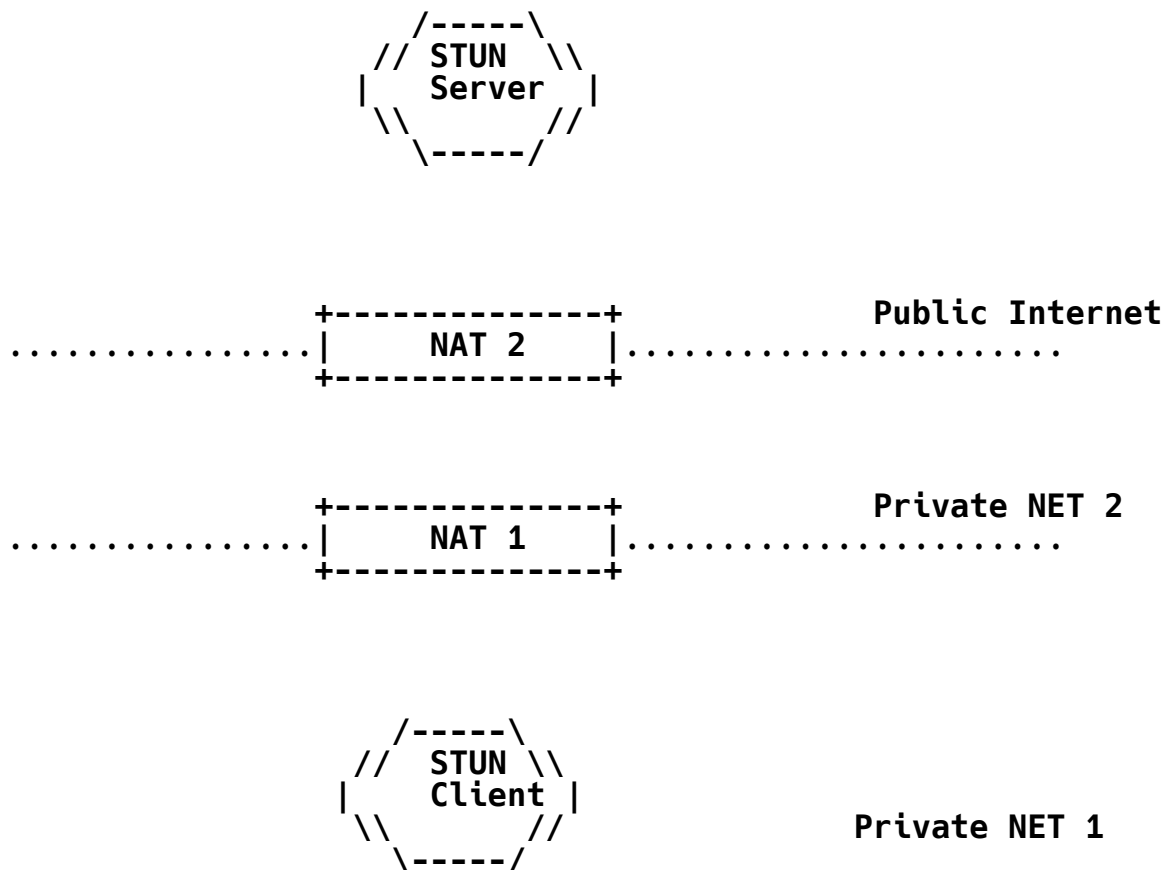 /-----\
// STUN \\
| Server |
\\ //
\-----/
+--------------+ Public Internet
................| NAT 2 |.......................
+--------------+
+--------------+ Private NET 2
................| NAT 1 |.......................
+--------------+
/-----\
// STUN \\
| Client |
\\ // Private NET 1
\-----/